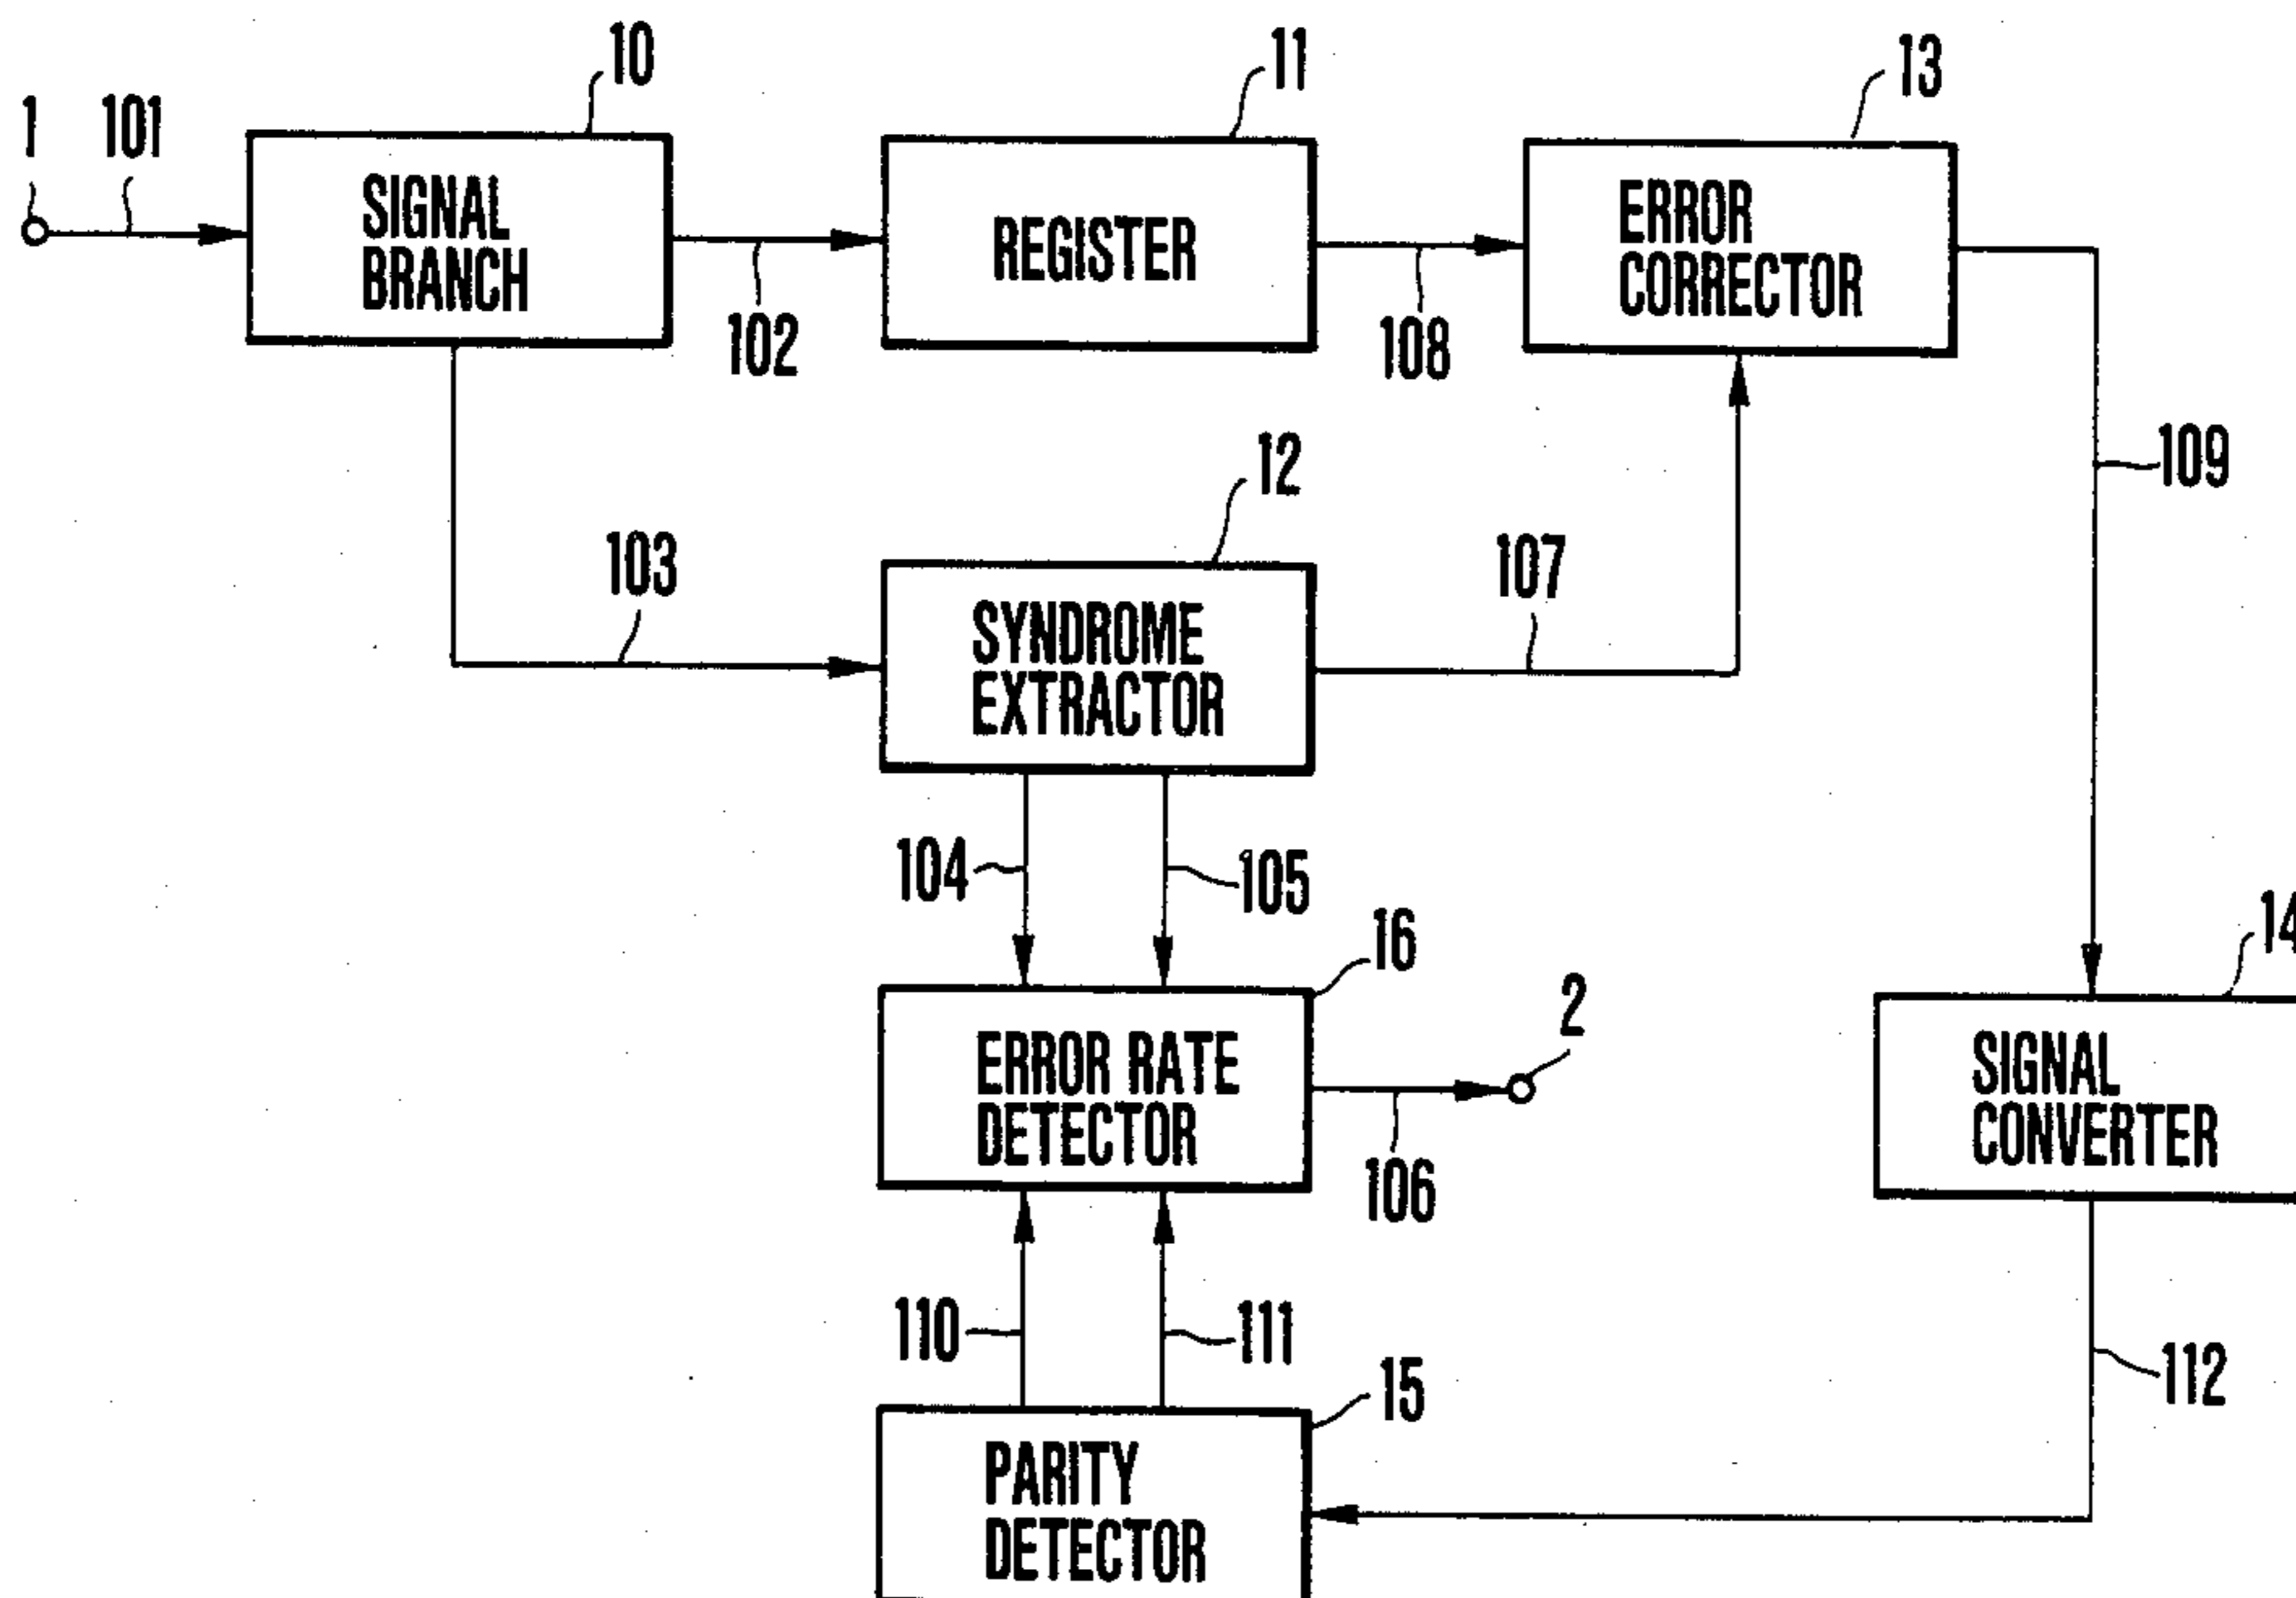 10
11
13
1
101
SIGNAL
BRANCH
REGISTER
ERROR
CORRECTOR
102
108
109
12
103
107
SYNDROME
EXTRACTOR
104
105
16
14
2
ERROR RATE
DETECTOR
SIGNAL
CONVERTER
106
110
111
15
112
PARITY
DETECTOR